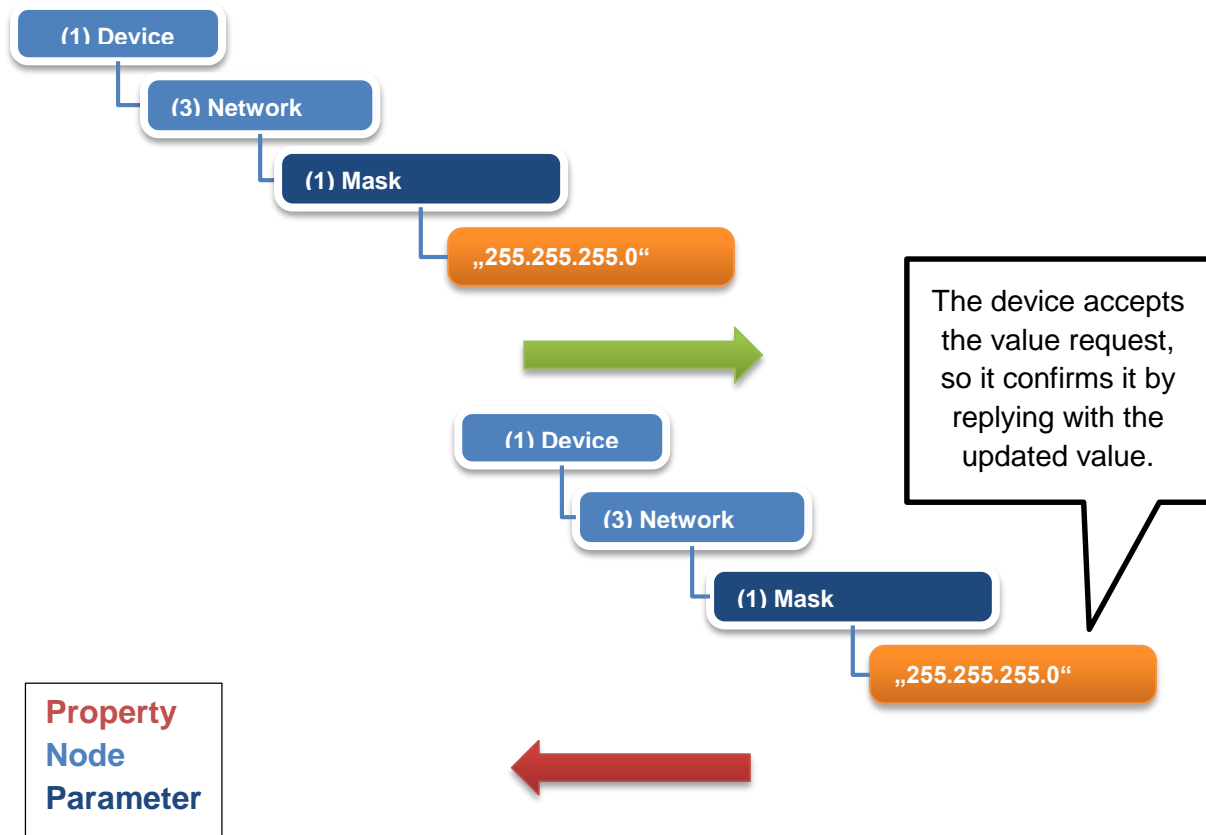 (1) Device
(3) Network
(1) Mask
„255.255.255.0“
The device accepts
the value request,
so it confirms it by
replying with the
updated value.
(1) Device
(3) Network
(1) Mask
„255.255.255.0“
Property
Node
Parameter